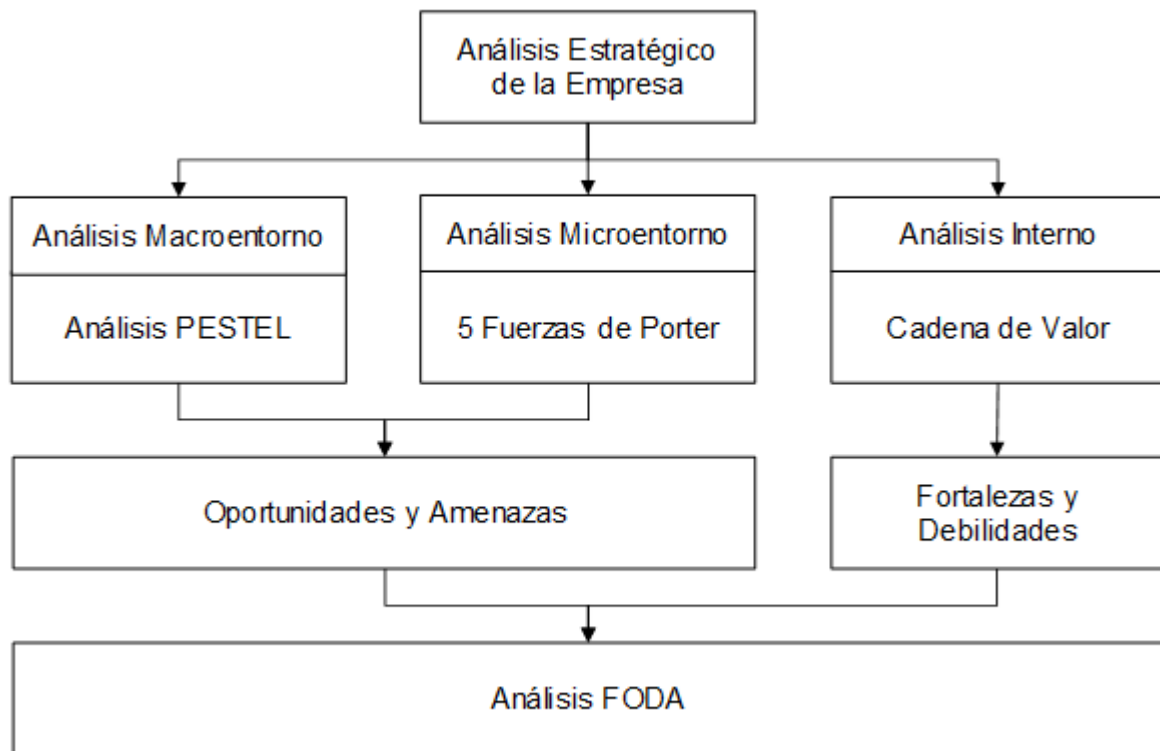 Análisis Estratégico
de la Empresa
Análisis Macroentorno
Análisis Microentorno
Análisis Interno
Análisis PESTEL
5 Fuerzas de Porter
Cadena de Valor
Oportunidades y Amenazas
Fortalezas y
Debilidades
Análisis FODA